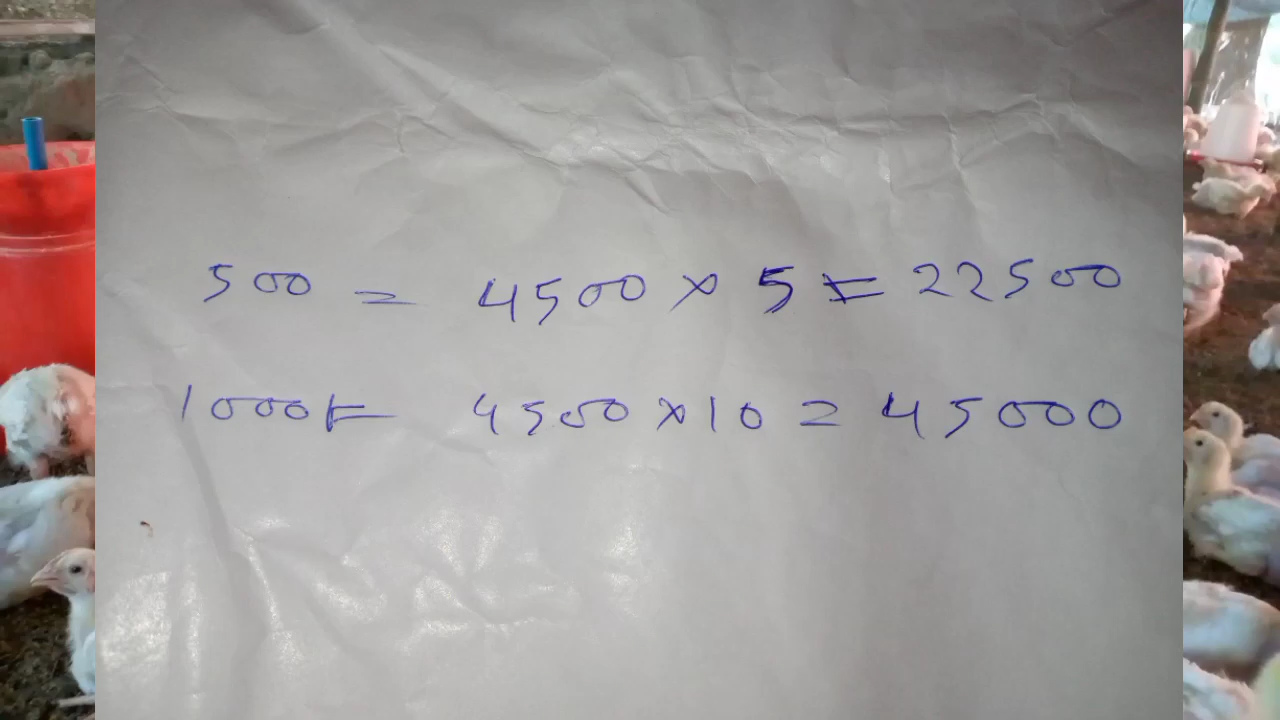 500 = 4500 × 5 = 22500
1000 = 4500 × 10 = 45000